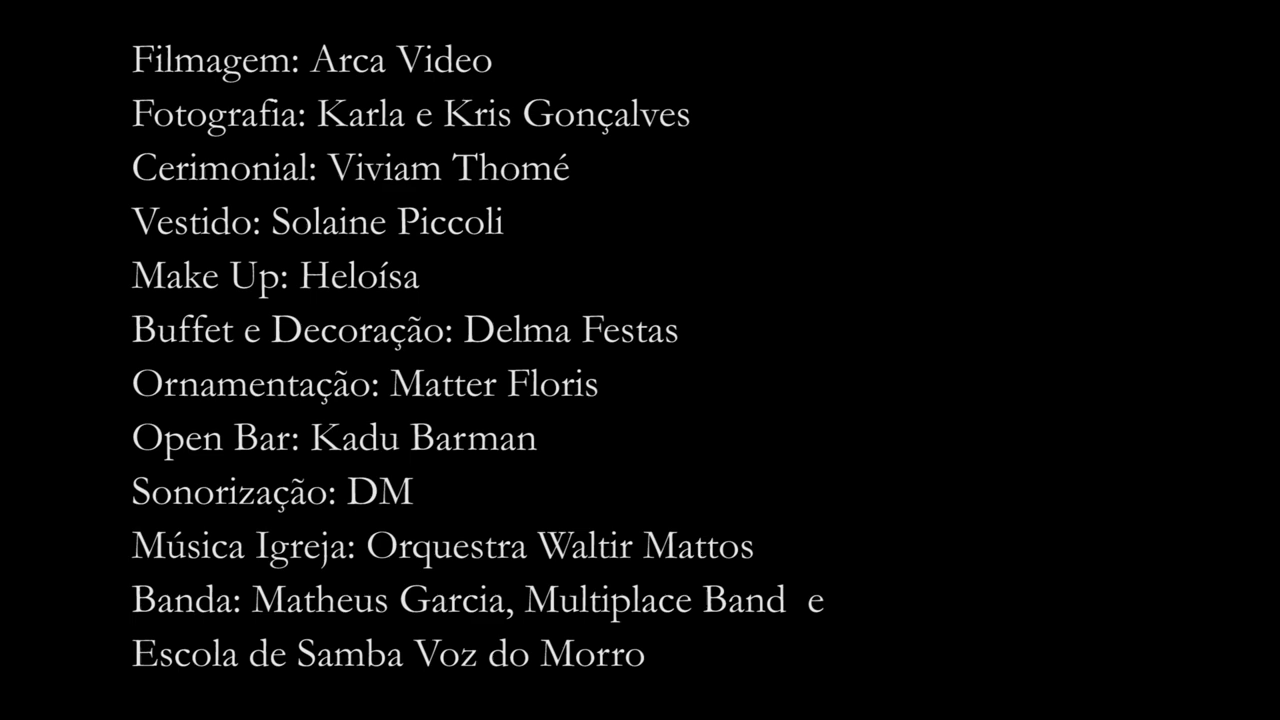 Filmagem: Arca Video
Fotografia: Karla e Kris Gonçalves
Cerimonial: Viviam Thomé
Vestido: Solaine Piccoli
Make Up: Heloísa
Buffet e Decoração: Delma Festas
Ornamentação: Matter Floris
Open Bar: Kadu Barman
Sonorização: DM
Música Igreja: Orquestra Waltir Mattos
Banda: Matheus Garcia, Multiplace Band  e
Escola de Samba Voz do Morro